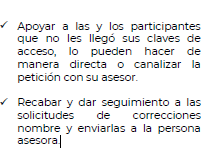 ✓ Apoyar a las y los participantes
que no les llegó sus claves de
acceso, lo pueden hacer de
manera directa o canalizar la
petición con su asesor.
✓ Recabar y dar seguimiento a las
solicitudes de correcciones
nombre y enviarlas a la persona
asesora.